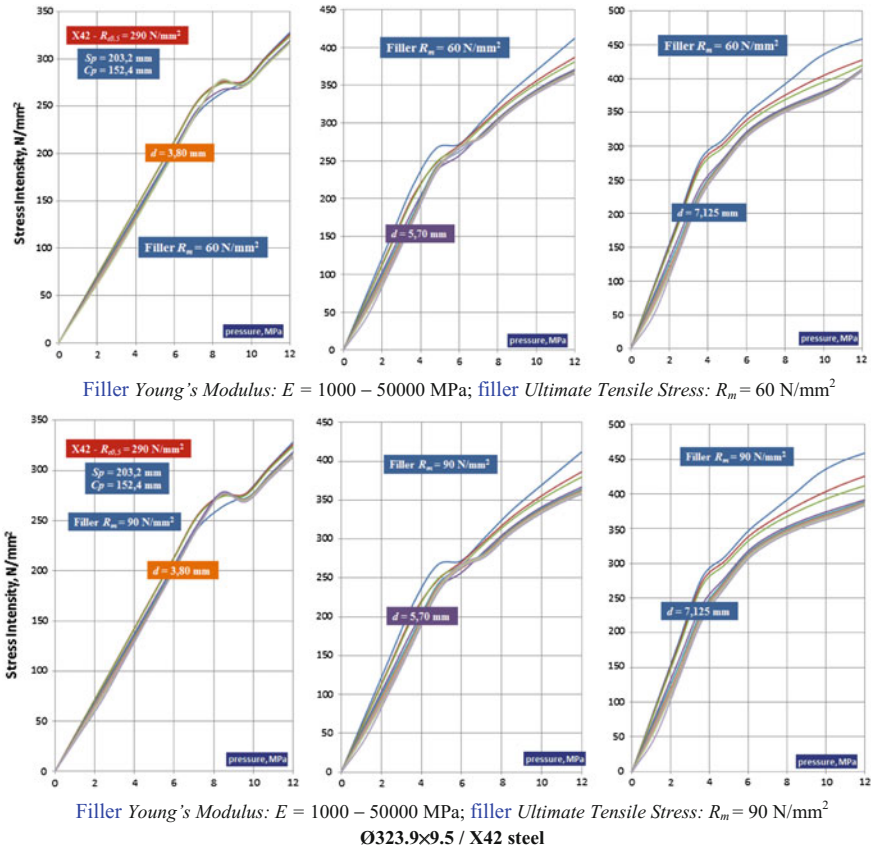 Stress Intensity, N/mm²
350
300
250
200
150
100
50
0
X42 - Re0.5 = 290 N/mm²
Sp = 203,2 mm
Cp = 152,4 mm
d = 3,80 mm
Filler Rm = 60 N/mm²
pressure, MPa
0 2 4 6 8 10 12
450
400
350
300
250
200
150
100
50
0
Filler Rm = 60 N/mm²
d = 5,70 mm
pressure, MPa
0 2 4 6 8 10 12
500
450
400
350
300
250
200
150
100
50
0
Filler Rm = 60 N/mm²
d = 7,125 mm
pressure, MPa
0 2 4 6 8 10 12
Filler Young's Modulus: E = 1000 – 50000 MPa; filler Ultimate Tensile Stress: Rm = 60 N/mm²
Stress Intensity, N/mm²
350
300
250
200
150
100
50
0
X42 - Re0.5 = 290 N/mm²
Sp = 203,2 mm
Cp = 152,4 mm
Filler Rm = 90 N/mm²
d = 3,80 mm
pressure, MPa
0 2 4 6 8 10 12
450
400
350
300
250
200
150
100
50
0
Filler Rm = 90 N/mm²
d = 5,70 mm
pressure, MPa
0 2 4 6 8 10 12
500
450
400
350
300
250
200
150
100
50
0
Filler Rm = 90 N/mm²
d = 7,125 mm
pressure, MPa
0 2 4 6 8 10 12
Filler Young's Modulus: E = 1000 – 50000 MPa; filler Ultimate Tensile Stress: Rm = 90 N/mm²
Ø323.9×9.5 / X42 steel